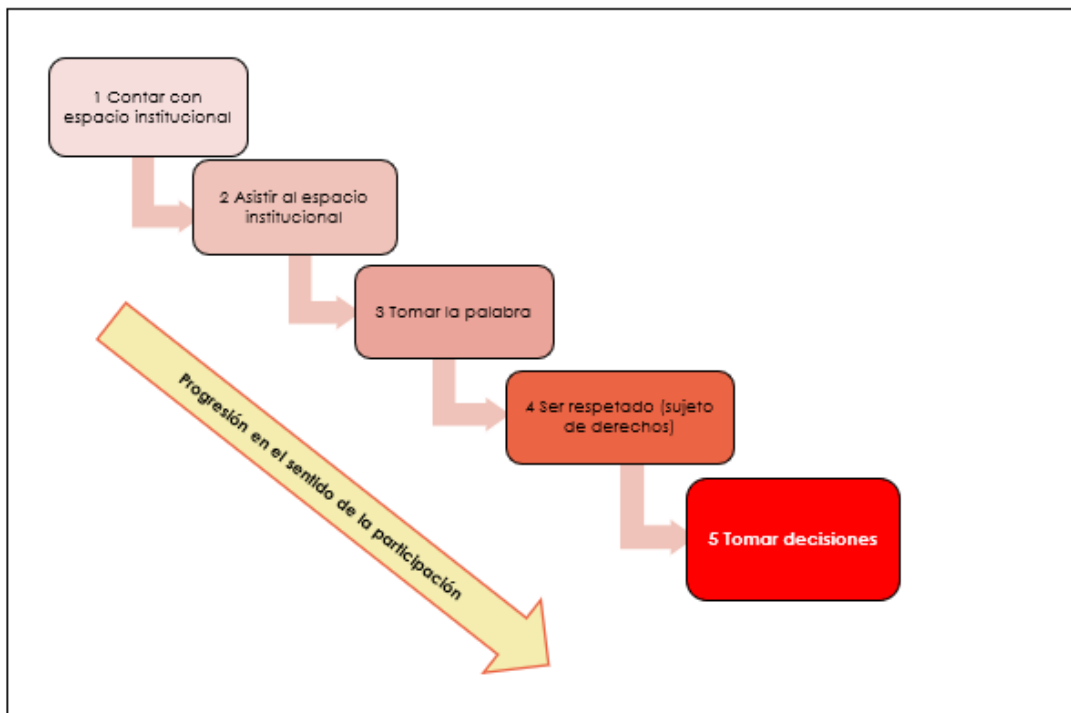 1 Contar con
espacio institucional
2 Asistir al espacio
institucional
3 Tomar la palabra
4 Ser respetado (sujeto
de derechos)
5 Tomar decisiones
Progresión en el sentido de la participación